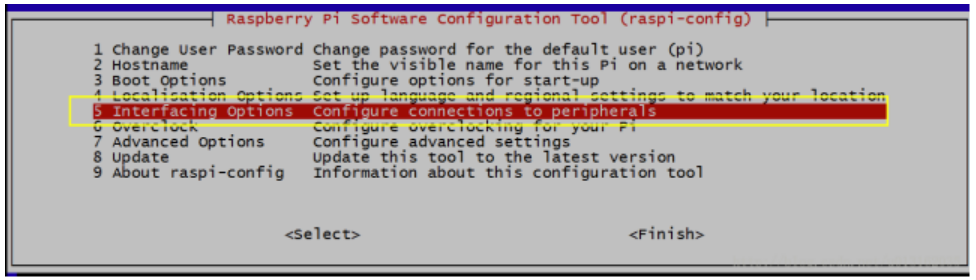 Raspberry Pi Software Configuration Tool (raspi-config)
1 Change User Password Change password for the default user (pi)
2 Hostname Set the visible name for this Pi on a network
3 Boot Options Configure options for start-up
4 Localisation Options Set up language and regional settings to match your location
5 Interfacing Options Configure connections to peripherals
6 Overclock Configure overclocking for your Pi
7 Advanced Options Configure advanced settings
8 Update Update this tool to the latest version
9 About raspi-config Information about this configuration tool
<Select> <Finish>